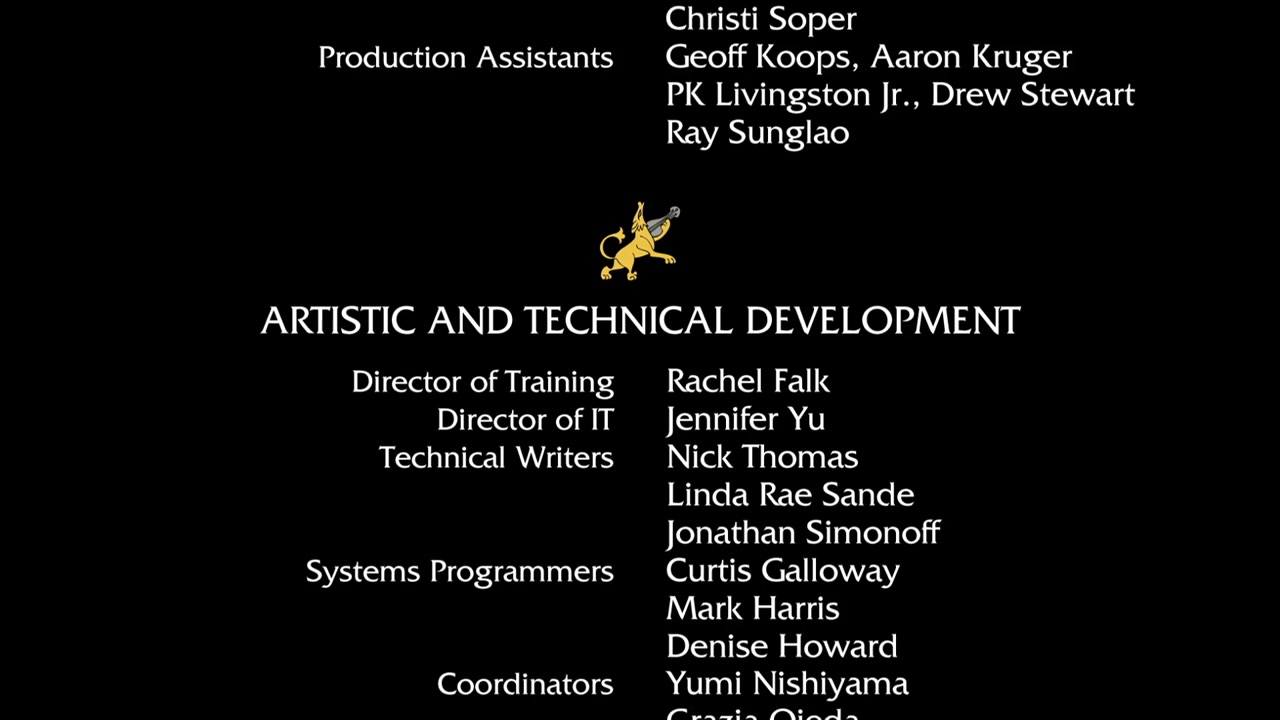 Christi Soper
Production Assistants Geoff Koops, Aaron Kruger
PK Livingston Jr., Drew Stewart
Ray Sunglao
ARTISTIC AND TECHNICAL DEVELOPMENT
Director of Training Rachel Falk
Director of IT Jennifer Yu
Technical Writers Nick Thomas
Linda Rae Sande
Jonathan Simonoff
Systems Programmers Curtis Galloway
Mark Harris
Denise Howard
Coordinators Yumi Nishiyama